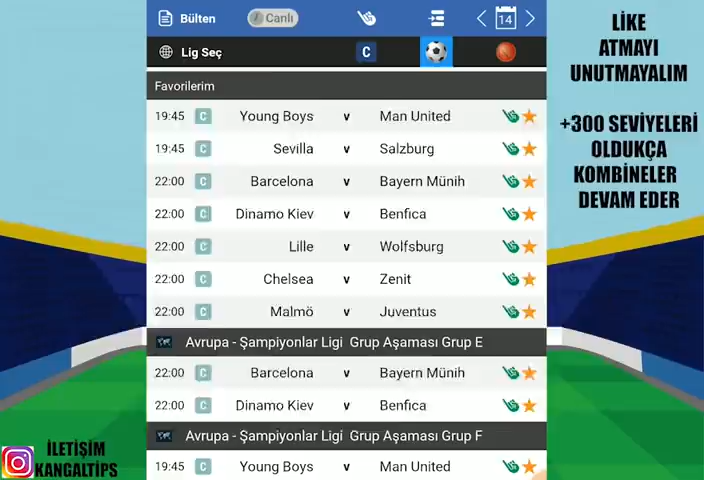 Bülten
Canlı
14
Lig Seç
C
Favorilerim
19:45 C Young Boys v Man United
19:45 C Sevilla v Salzburg
22:00 C Barcelona v Bayern Münih
22:00 C Dinamo Kiev v Benfica
22:00 C Lille v Wolfsburg
22:00 C Chelsea v Zenit
22:00 C Malmö v Juventus
Avrupa - Şampiyonlar Ligi Grup Aşaması Grup E
22:00 C Barcelona v Bayern Münih
22:00 C Dinamo Kiev v Benfica
Avrupa - Şampiyonlar Ligi Grup Aşaması Grup F
19:45 C Young Boys v Man United
LİKE
ATMAYI
UNUTMAYALIM
+300 SEVİYELERİ
OLDUKÇA
KOMBİNELER
DEVAM EDER
İLETİŞİM
KANGALTİPS